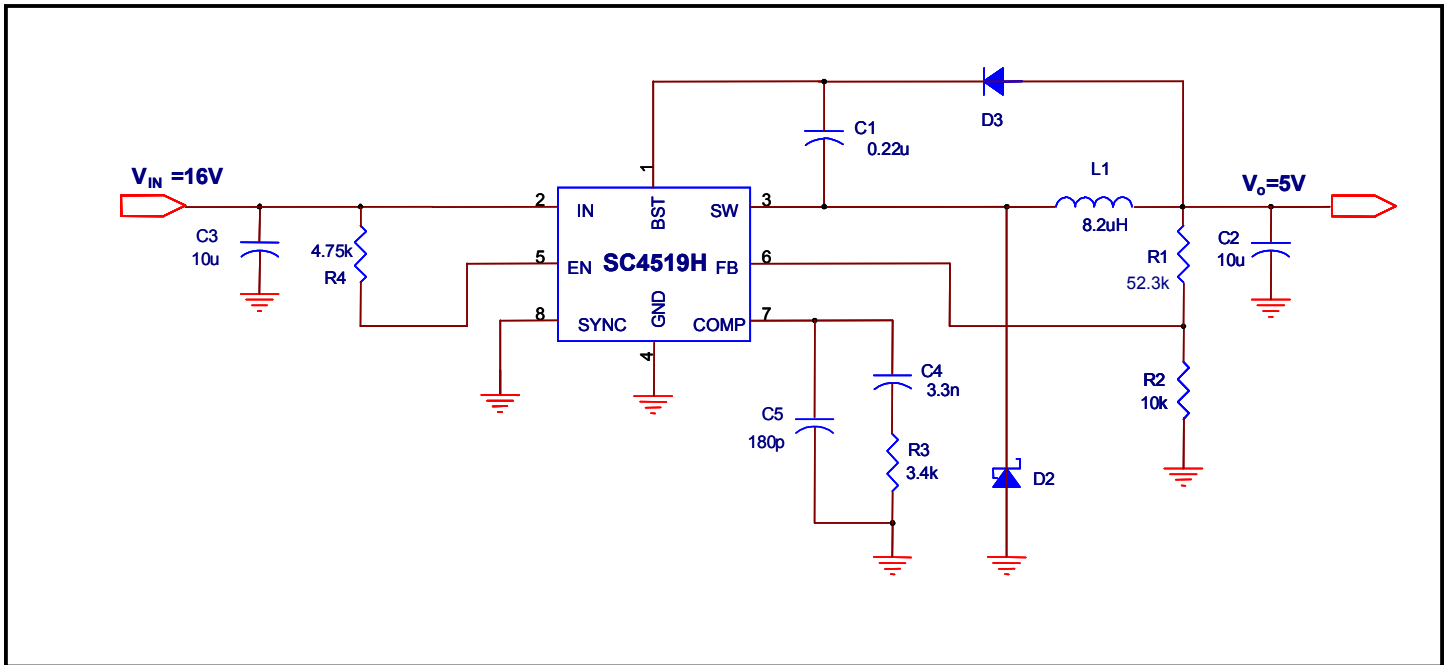 D3
C1
0.22u
L1
8.2uH
V_IN =16V
V_o=5V
1
2
3
IN
BST
SW
C3
10u
4.75k
R4
5
EN
SC4519H
FB
6
R1
52.3k
C2
10u
8
SYNC
GND
COMP
7
4
C4
3.3n
C5
180p
R3
3.4k
R2
10k
D2